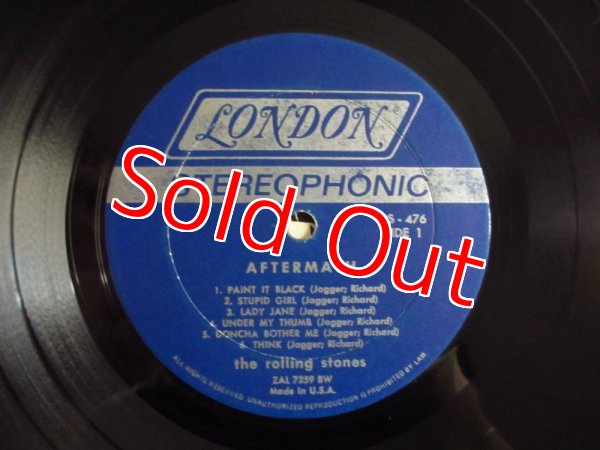 LONDON
STEREOPHONIC
S - 476
SIDE 1
AFTERMATH
1. PAINT IT BLACK (Jagger; Richard)
2. STUPID GIRL (Jagger; Richard)
3. LADY JANE (Jagger; Richard)
4. UNDER MY THUMB (Jagger; Richard)
5. DONCHA BOTHER ME (Jagger; Richard)
6. THINK (Jagger; Richard)
the rolling stones
ZAL 7259 BW
Made in U.S.A.
ALL RIGHTS RESERVED UNAUTHORIZED REPRODUCTION IS PROHIBITED BY LAW
Sold Out